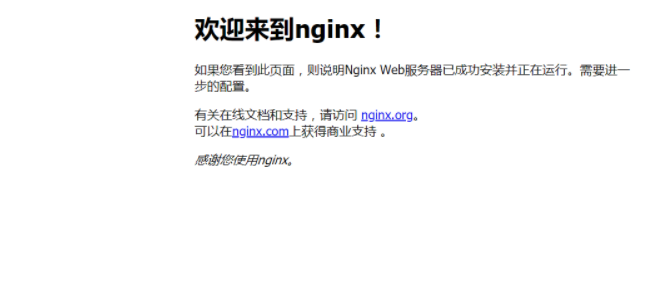 欢迎来到nginx！
如果您看到此页面，则说明Nginx Web服务器已成功安装并正在运行。需要进一
步的配置。
有关在线文档和支持，请访问 nginx.org。
可以在nginx.com上获得商业支持 。
感谢您使用nginx。